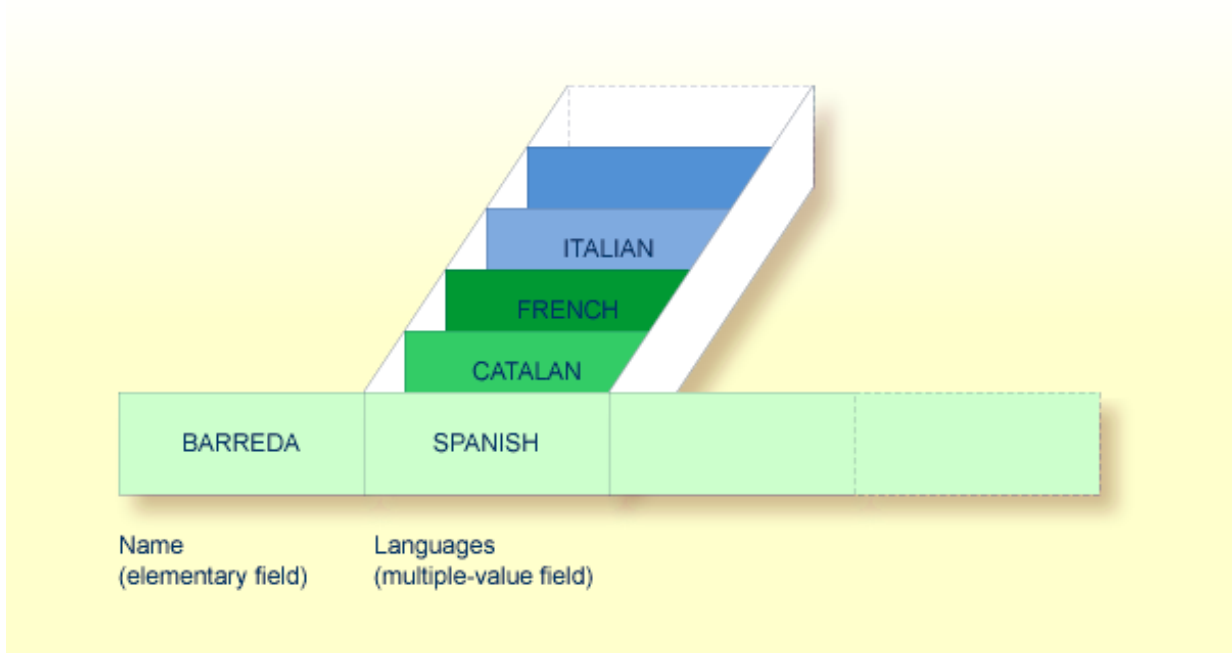 ITALIAN
FRENCH
CATALAN
BARREDA
SPANISH
Name
(elementary field)
Languages
(multiple-value field)